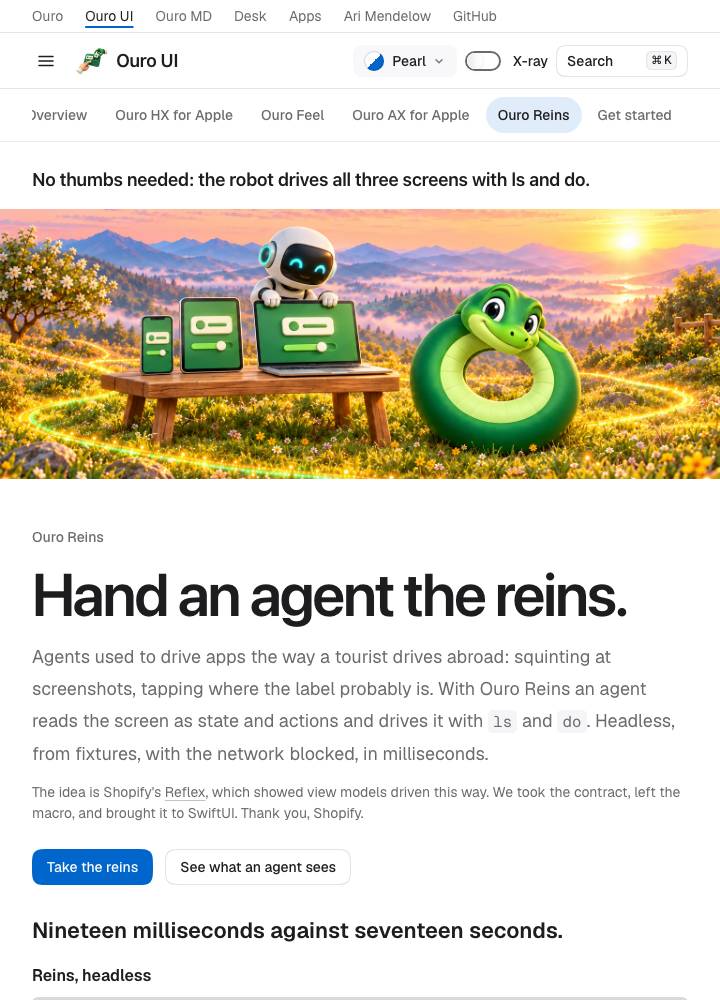 Ouro Ouro UI Ouro MD Desk Apps Ari Mendelow GitHub
Ouro UI Pearl X-ray Search ⌘ K
Overview Ouro HX for Apple Ouro Feel Ouro AX for Apple Ouro Reins Get started
No thumbs needed: the robot drives all three screens with ls and do.
Ouro Reins
Hand an agent the reins.
Agents used to drive apps the way a tourist drives abroad: squinting at
screenshots, tapping where the label probably is. With Ouro Reins an agent
reads the screen as state and actions and drives it with ls and do. Headless,
from fixtures, with the network blocked, in milliseconds.
The idea is Shopify's Reflex, which showed view models driven this way. We took the contract, left the
macro, and brought it to SwiftUI. Thank you, Shopify.
Take the reins See what an agent sees
Nineteen milliseconds against seventeen seconds.
Reins, headless